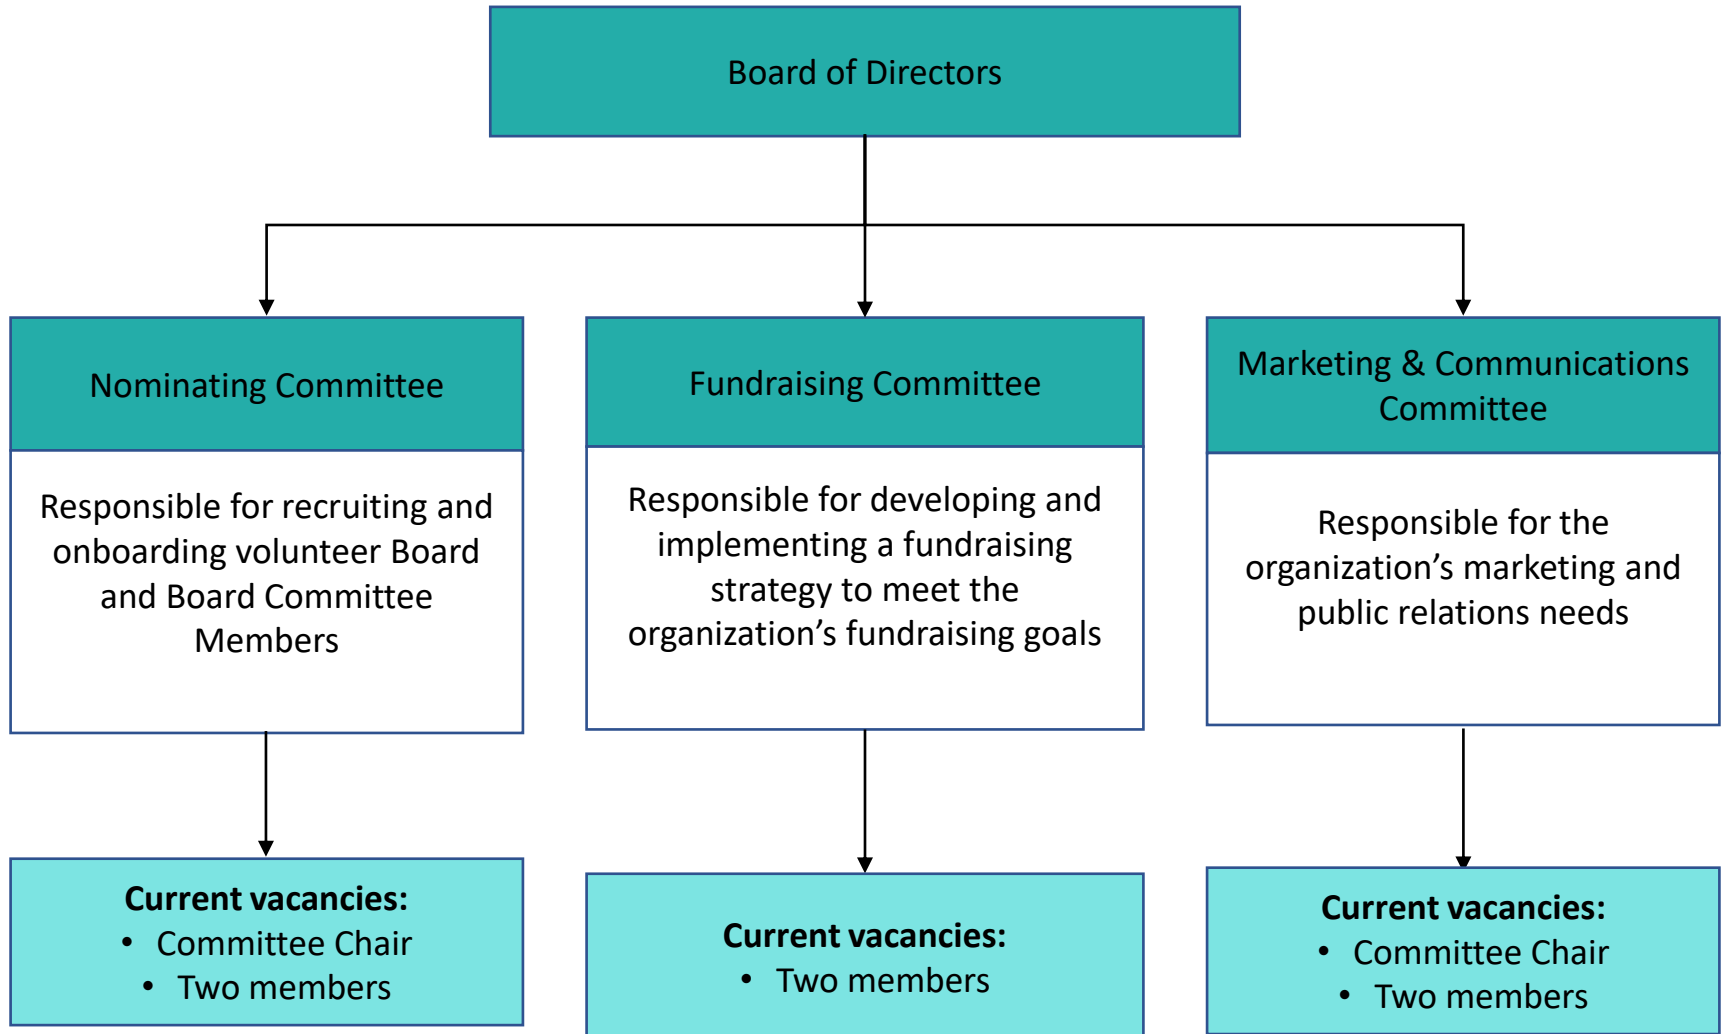 Board of Directors
Nominating Committee
Responsible for recruiting and
onboarding volunteer Board
and Board Committee
Members
Current vacancies:
• Committee Chair
• Two members
Fundraising Committee
Responsible for developing and
implementing a fundraising
strategy to meet the
organization’s fundraising goals
Current vacancies:
• Two members
Marketing & Communications
Committee
Responsible for the
organization’s marketing and
public relations needs
Current vacancies:
• Committee Chair
• Two members